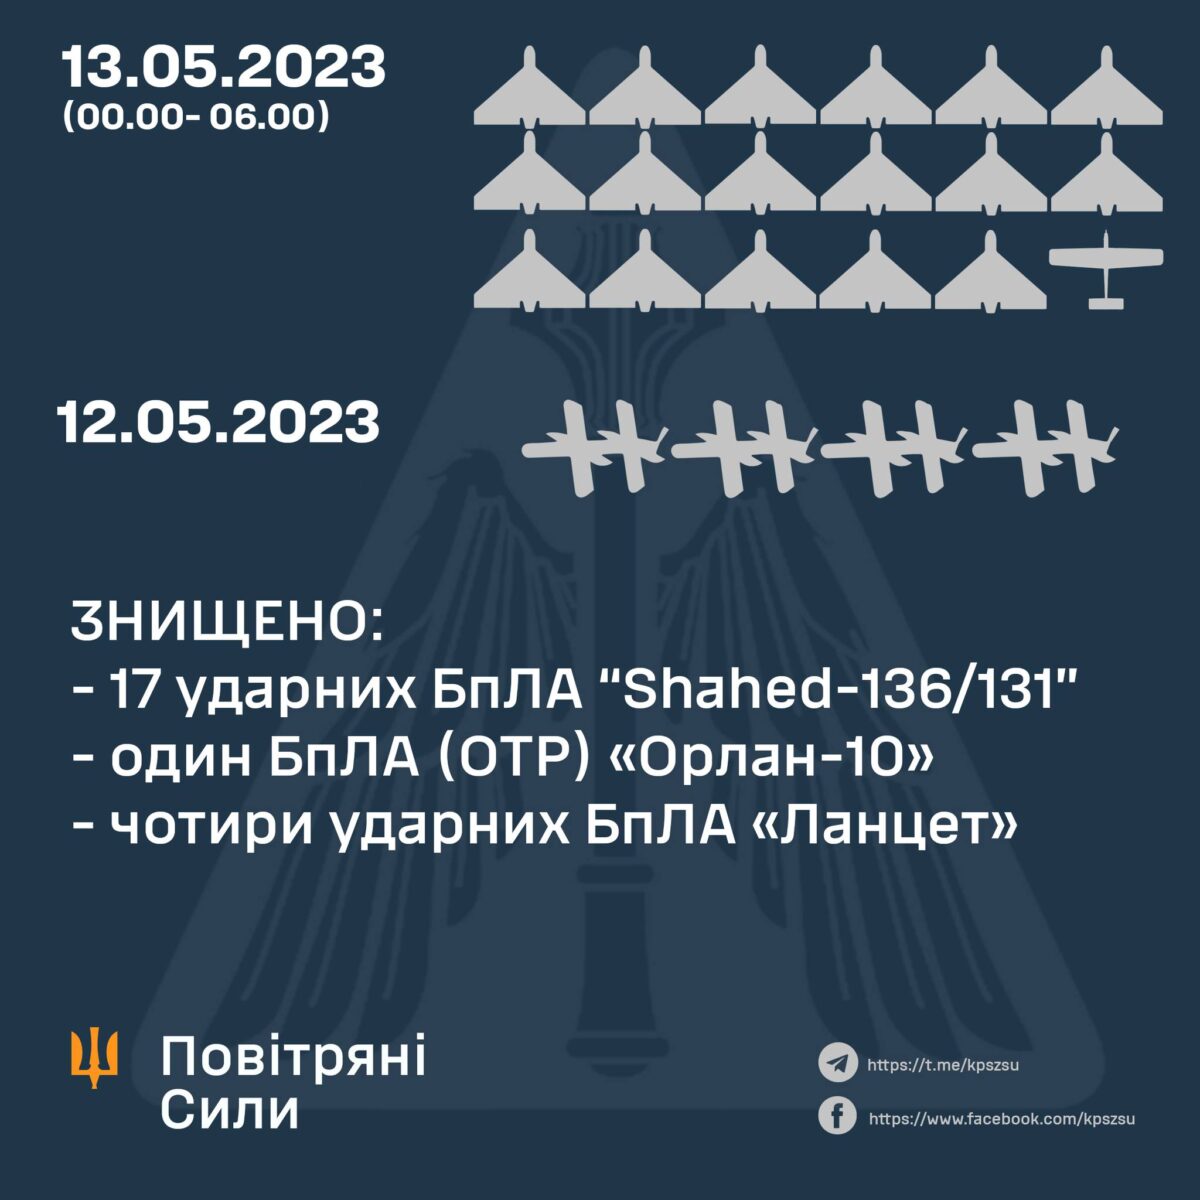 13.05.2023
(00.00- 06.00)
12.05.2023
ЗНИЩЕНО:
- 17 ударних БпЛА “Shahed-136/131”
- один БпЛА (ОТР) «Орлан-10»
- чотири ударних БпЛА «Ланцет»
Повітряні
Сили
https://t.me/kpszsu
https://www.facebook.com/kpszsu